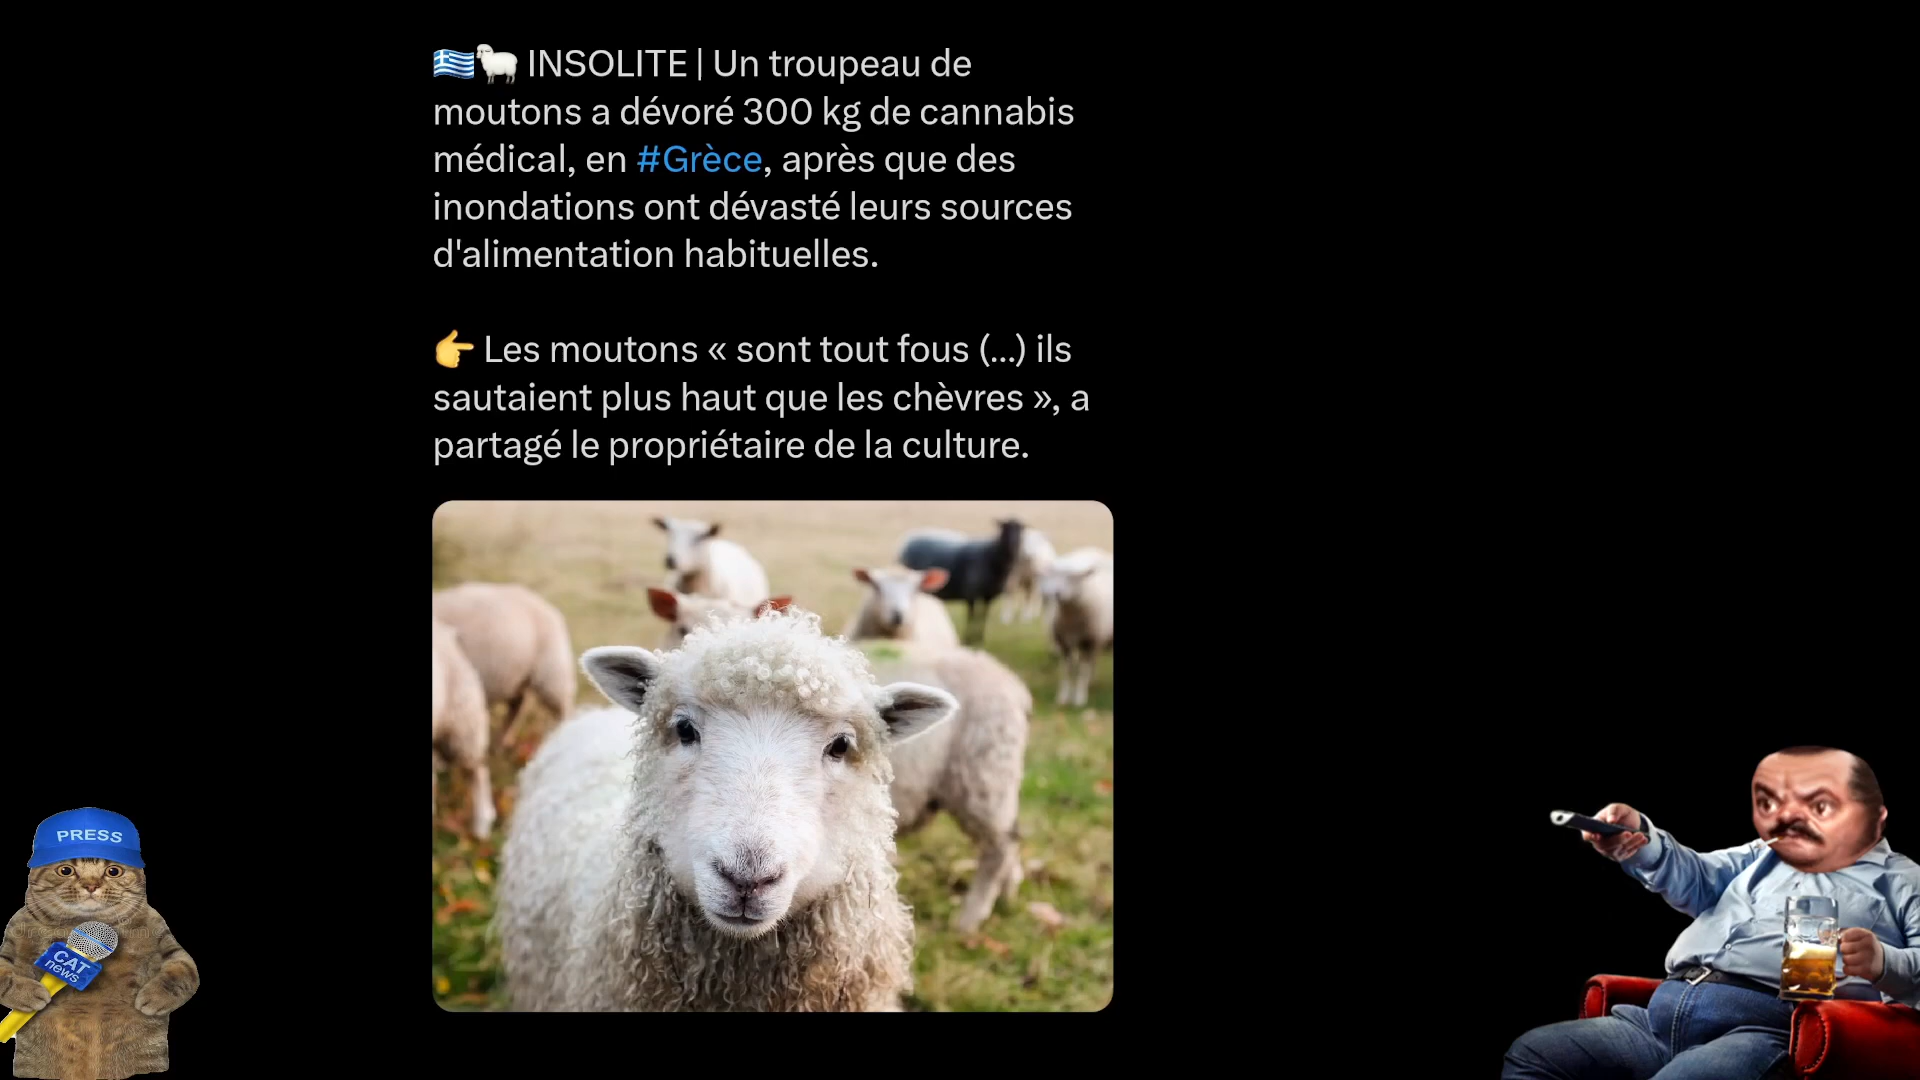 🇬🇷🐑 INSOLITE | Un troupeau de
moutons a dévoré 300 kg de cannabis
médical, en #Grèce, après que des
inondations ont dévasté leurs sources
d'alimentation habituelles.
👉 Les moutons « sont tout fous (...) ils
sautaient plus haut que les chèvres », a
partagé le propriétaire de la culture.
PRESS
CAT
news